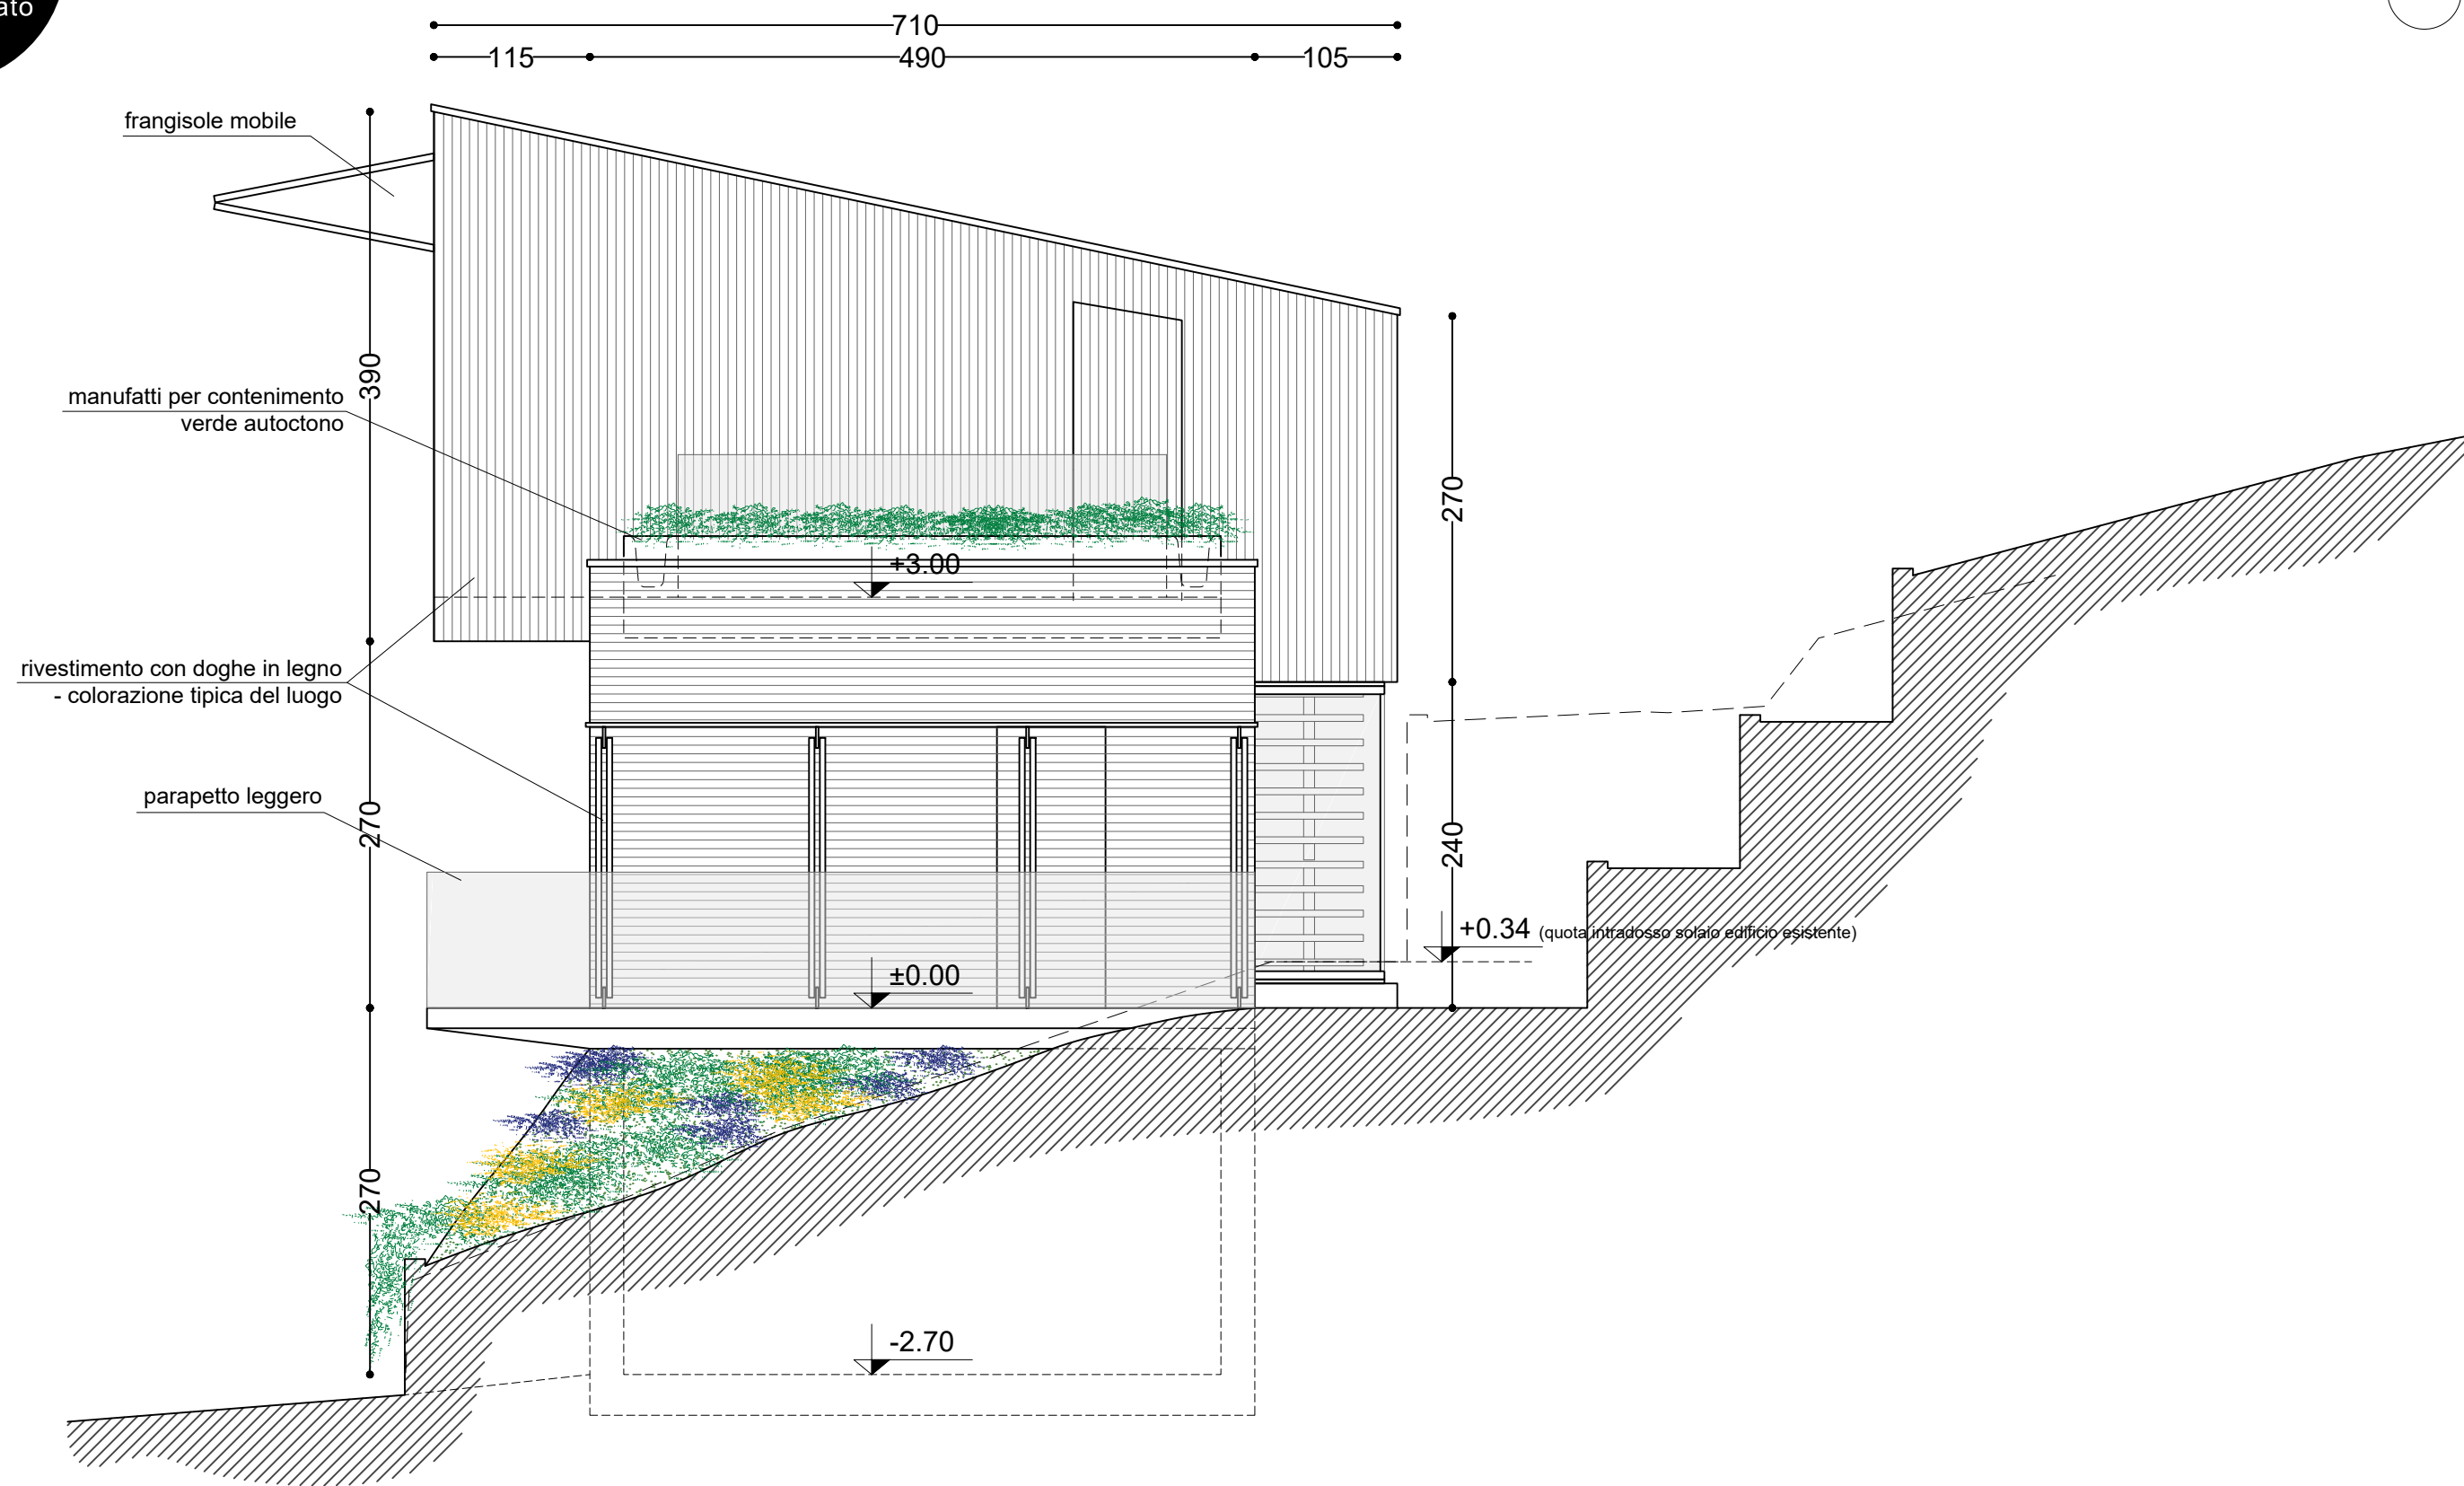 ato
710
115
490
105
frangisole mobile
390
manufatti per contenimento
verde autoctono
270
+3.00
rivestimento con doghe in legno
- colorazione tipica del luogo
parapetto leggero
270
240
+0.34 (quota intradosso solaio edificio esistente)
±0.00
270
-2.70